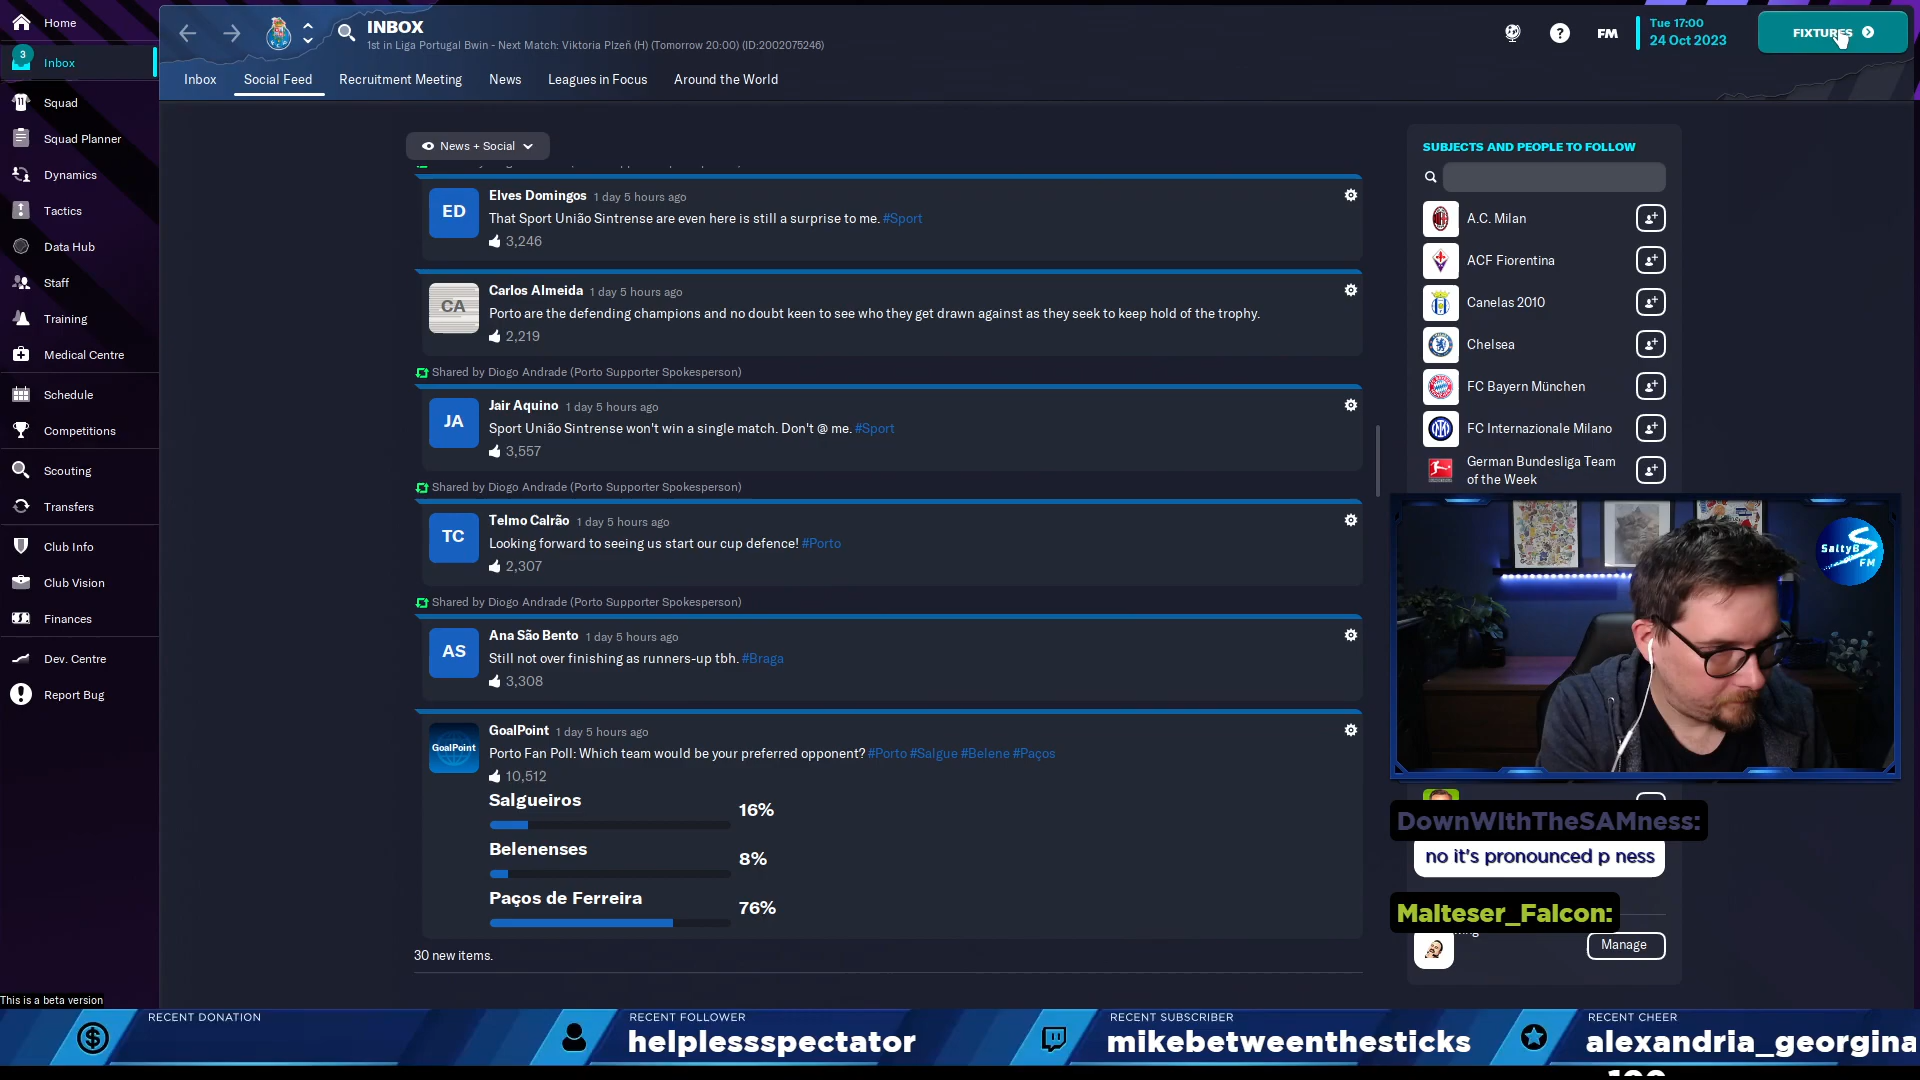 Home
INBOX
1st in Liga Portugal Bwin - Next Match: Viktoria Plzeň (H) (Tomorrow 20:00) (ID:2002075246)
FM
Tue 17:00
24 Oct 2023
FIXTURES
3
Inbox
Inbox
Social Feed
Recruitment Meeting
News
Leagues in Focus
Around the World
Squad
Squad Planner
Dynamics
Tactics
Data Hub
Staff
Training
Medical Centre
Schedule
Competitions
Scouting
Transfers
Club Info
Club Vision
Finances
Dev. Centre
Report Bug
This is a beta version
News + Social
ED
Elves Domingos 1 day 5 hours ago
That Sport União Sintrense are even here is still a surprise to me. #Sport
3,246
CA
Carlos Almeida 1 day 5 hours ago
Porto are the defending champions and no doubt keen to see who they get drawn against as they seek to keep hold of the trophy.
2,219
Shared by Diogo Andrade (Porto Supporter Spokesperson)
JA
Jair Aquino 1 day 5 hours ago
Sport União Sintrense won't win a single match. Don't @ me. #Sport
3,557
Shared by Diogo Andrade (Porto Supporter Spokesperson)
TC
Telmo Calrão 1 day 5 hours ago
Looking forward to seeing us start our cup defence! #Porto
2,307
Shared by Diogo Andrade (Porto Supporter Spokesperson)
AS
Ana São Bento 1 day 5 hours ago
Still not over finishing as runners-up tbh. #Braga
3,308
GoalPoint
GoalPoint 1 day 5 hours ago
Porto Fan Poll: Which team would be your preferred opponent? #Porto #Salgue #Belene #Paços
10,512
Salgueiros
16%
Belenenses
8%
Paços de Ferreira
76%
30 new items.
SUBJECTS AND PEOPLE TO FOLLOW
A.C. Milan
ACF Fiorentina
Canelas 2010
Chelsea
FC Bayern München
FC Internazionale Milano
German Bundesliga Team
of the Week
SaltyB
FM
DownWIthTheSAMness:
no it's pronounced p ness
Malteser_Falcon:
Manage
RECENT DONATION
RECENT FOLLOWER
helplessspectator
RECENT SUBSCRIBER
mikebetweenthesticks
RECENT CHEER
alexandria_georgina